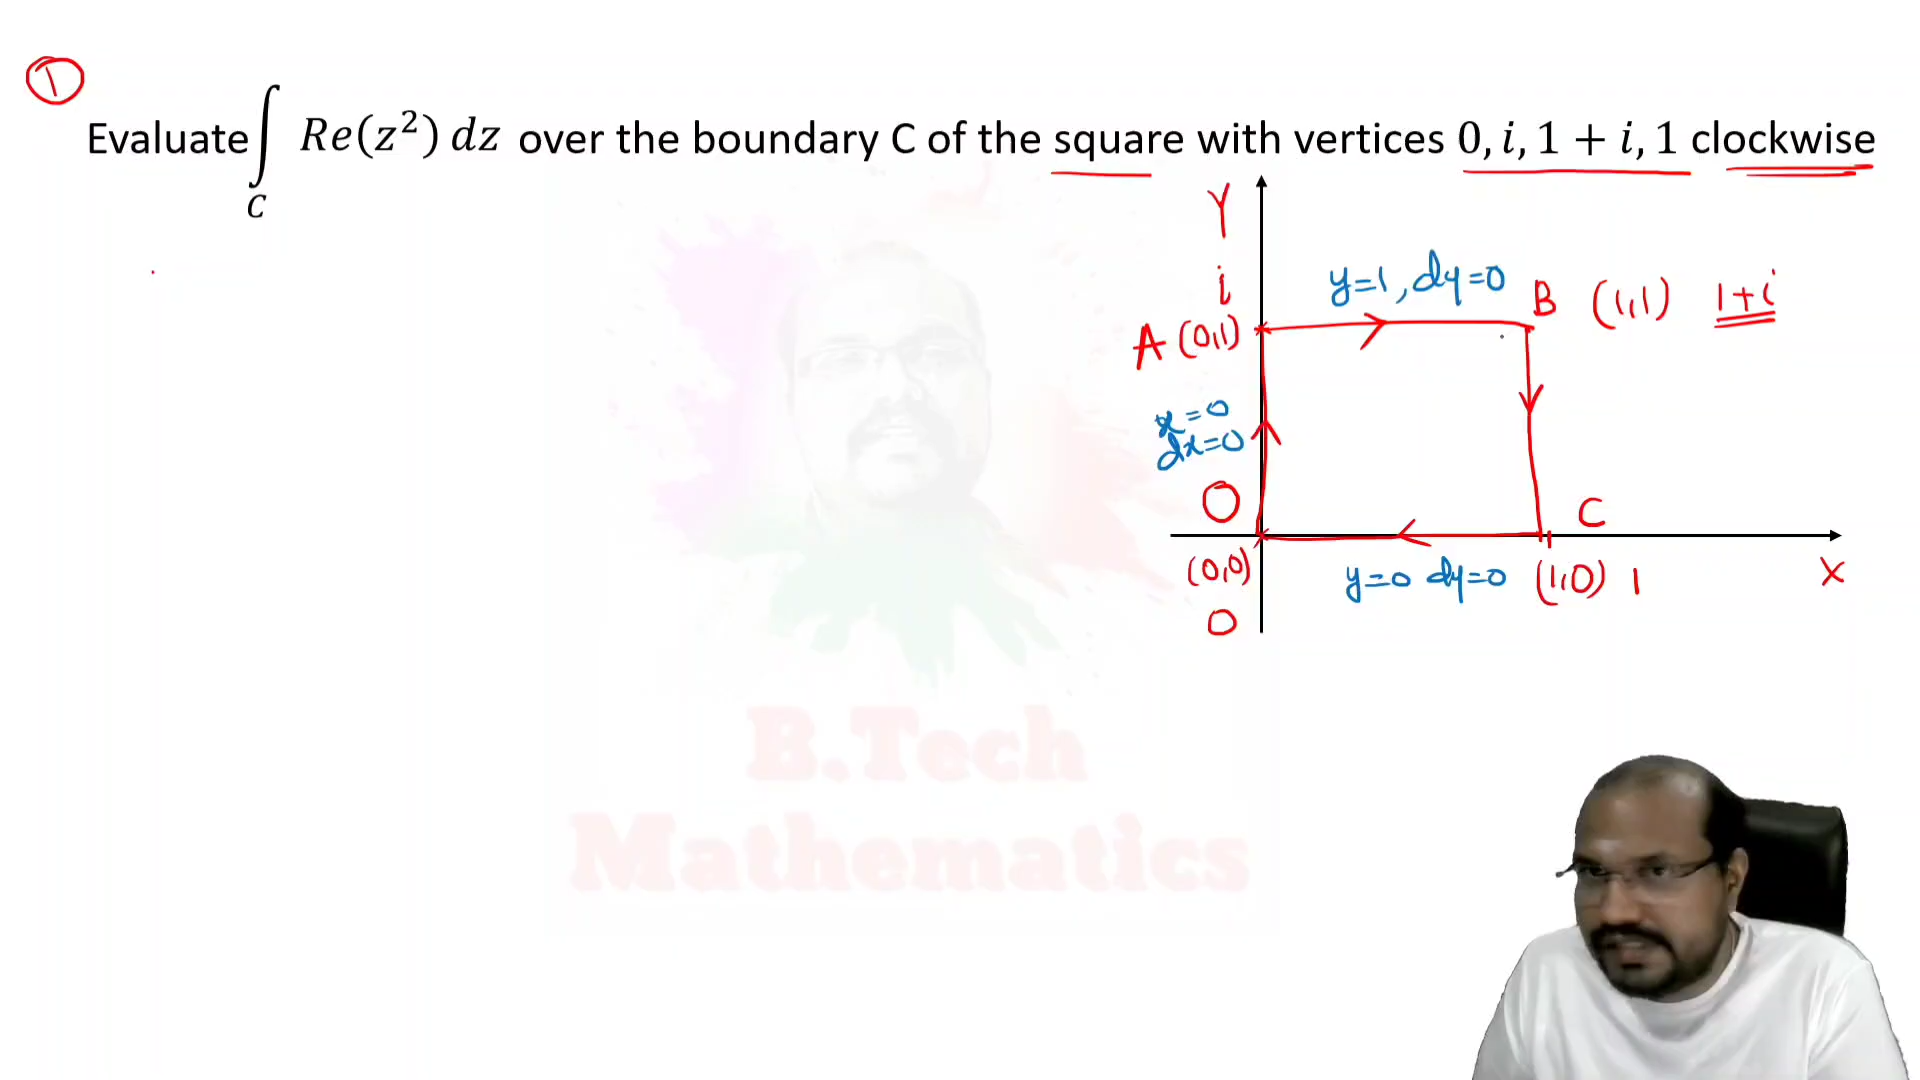 ①
Evaluate ∫_C Re(z²) dz over the boundary C of the square with vertices 0, i, 1 + i, 1 clockwise
Y
i
y=1, dy=0
B (1,1) 1+i
A (0,1)
x=0
dx=0
O
C
(0,0)
y=0 dy=0
(1,0) 1
X
0
B.Tech
Mathematics